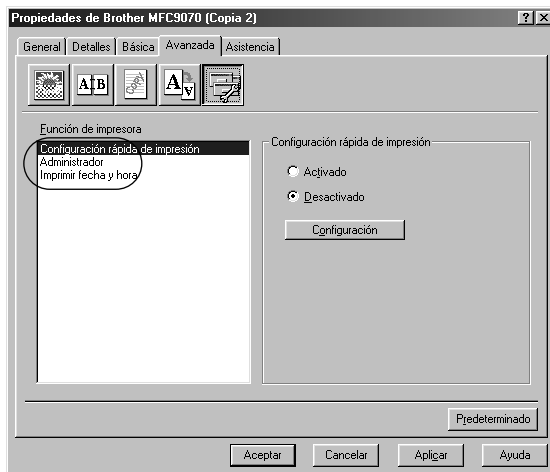 Propiedades de Brother MFC9070 (Copia 2)
General Detalles Básica Avanzada Asistencia
A B
A V
Función de impresora
Configuración rápida de impresión
Administrador
Imprimir fecha y hora
Configuración rápida de impresión
Activado
Desactivado
Configuración
Predeterminado
Aceptar Cancelar Aplicar Ayuda